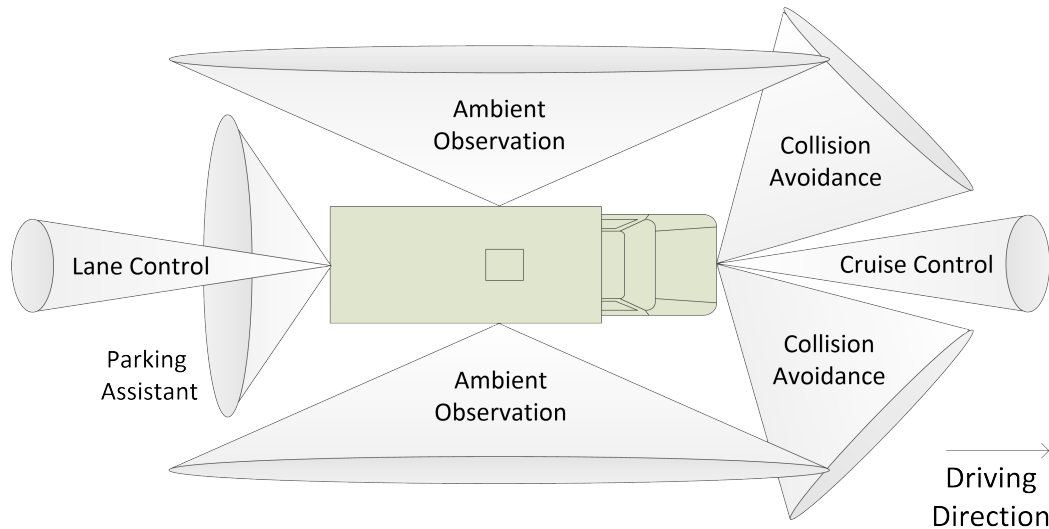 Ambient
Observation
Collision
Avoidance
Lane Control
Cruise Control
Parking
Assistant
Ambient
Observation
Collision
Avoidance
Driving
Direction